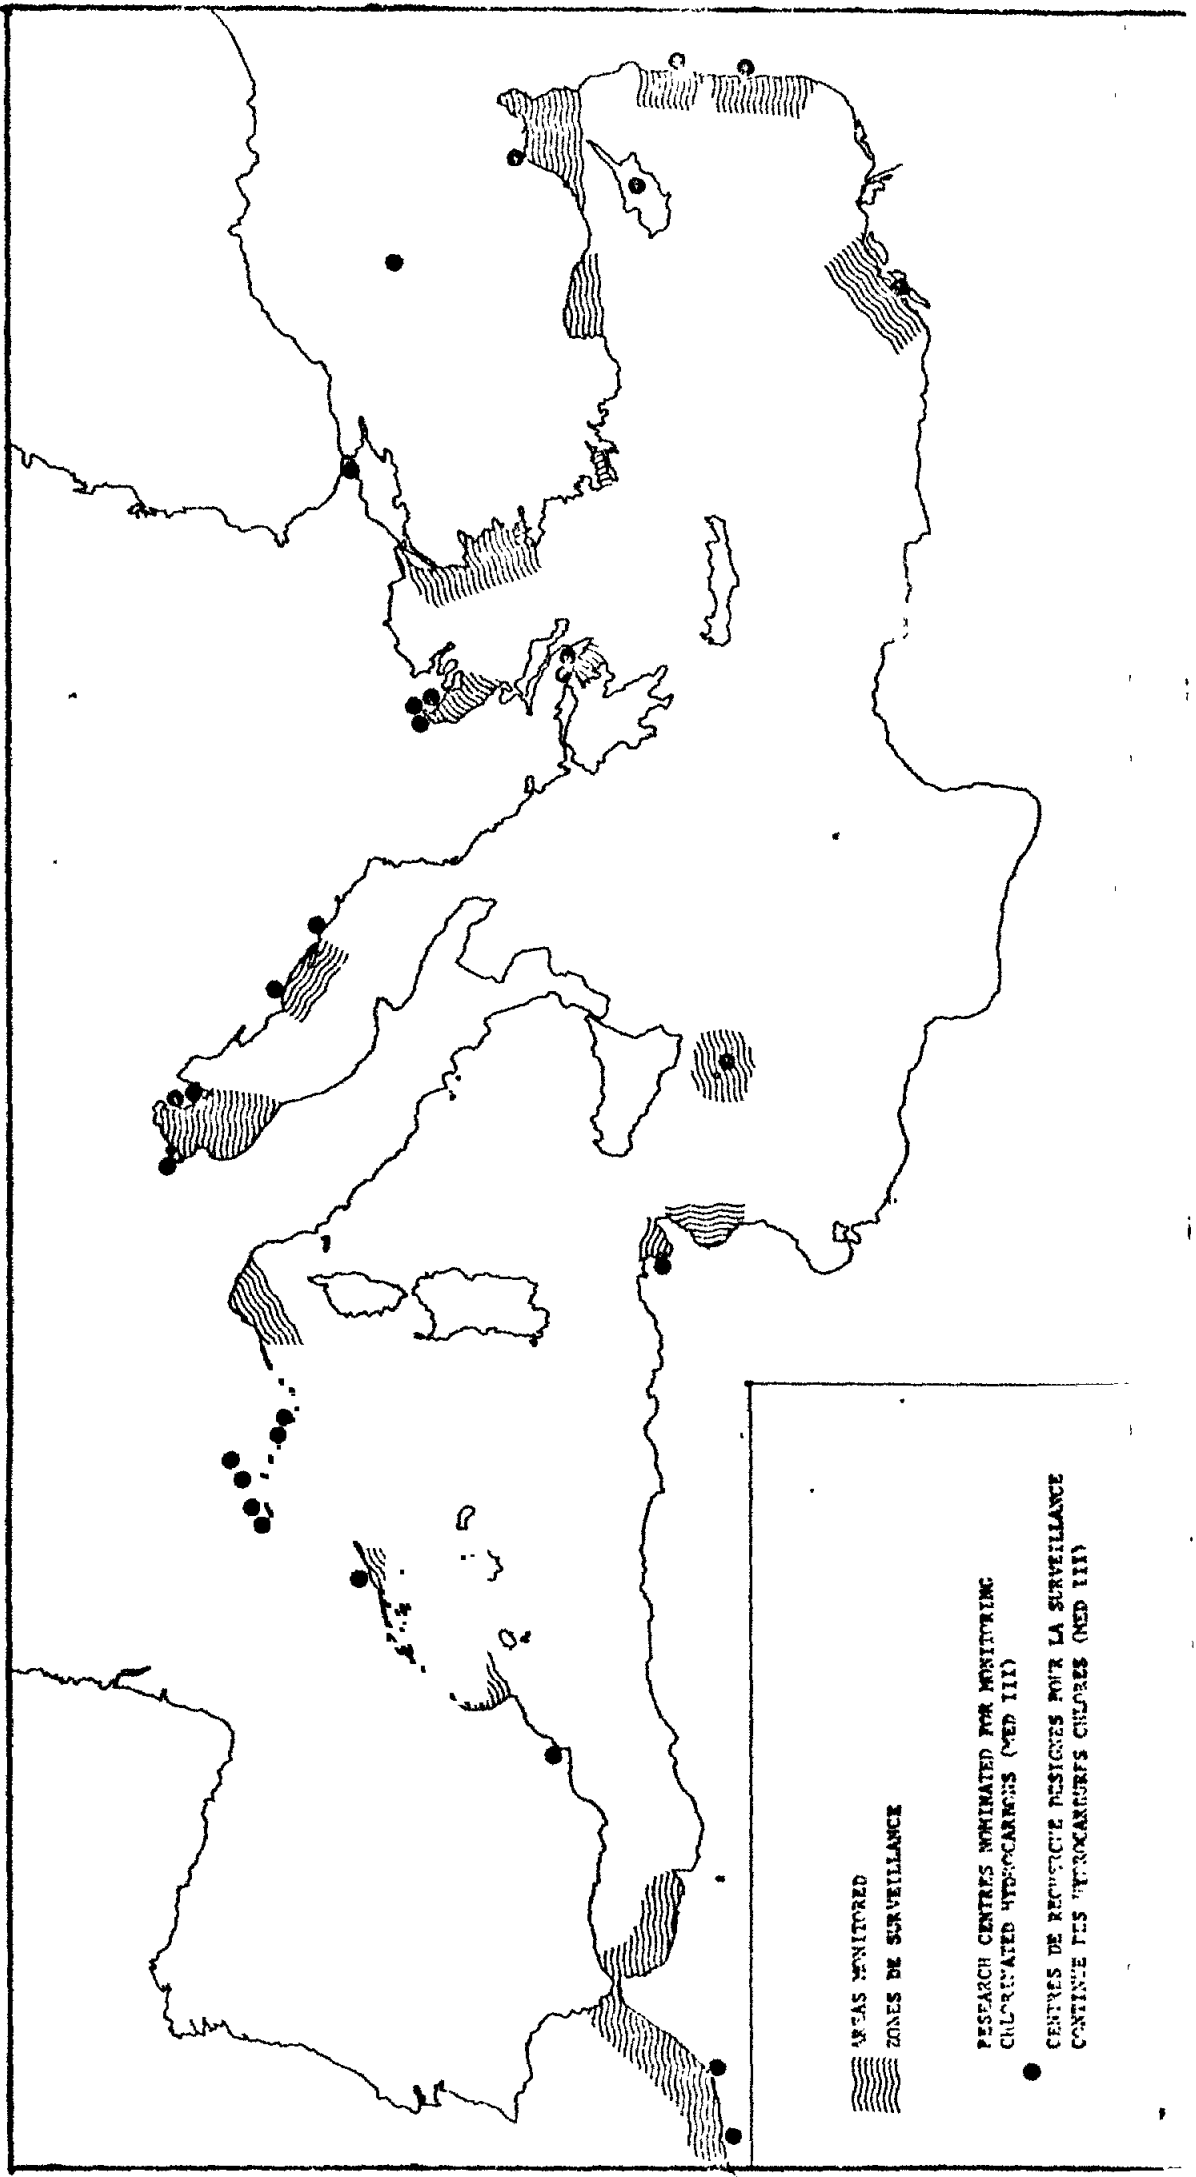 AREAS MONITORED
ZONES DE SURVEILLANCE
RESEARCH CENTRES NOMINATED FOR MONITORING
CHLORINATED HYDROCARBONS (MED III)
CENTRES DE RECHERCHE DESIGNES POUR LA SURVEILLANCE
CONTINUE DES HYDROCARBURES CHLORES (MED III)